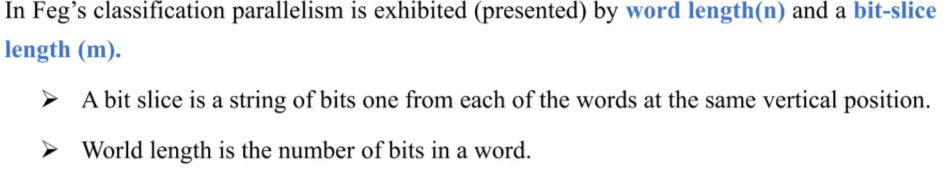 In Feg’s classification parallelism is exhibited (presented) by word length(n) and a bit-slice
length (m).
➢ A bit slice is a string of bits one from each of the words at the same vertical position.
➢ World length is the number of bits in a word.